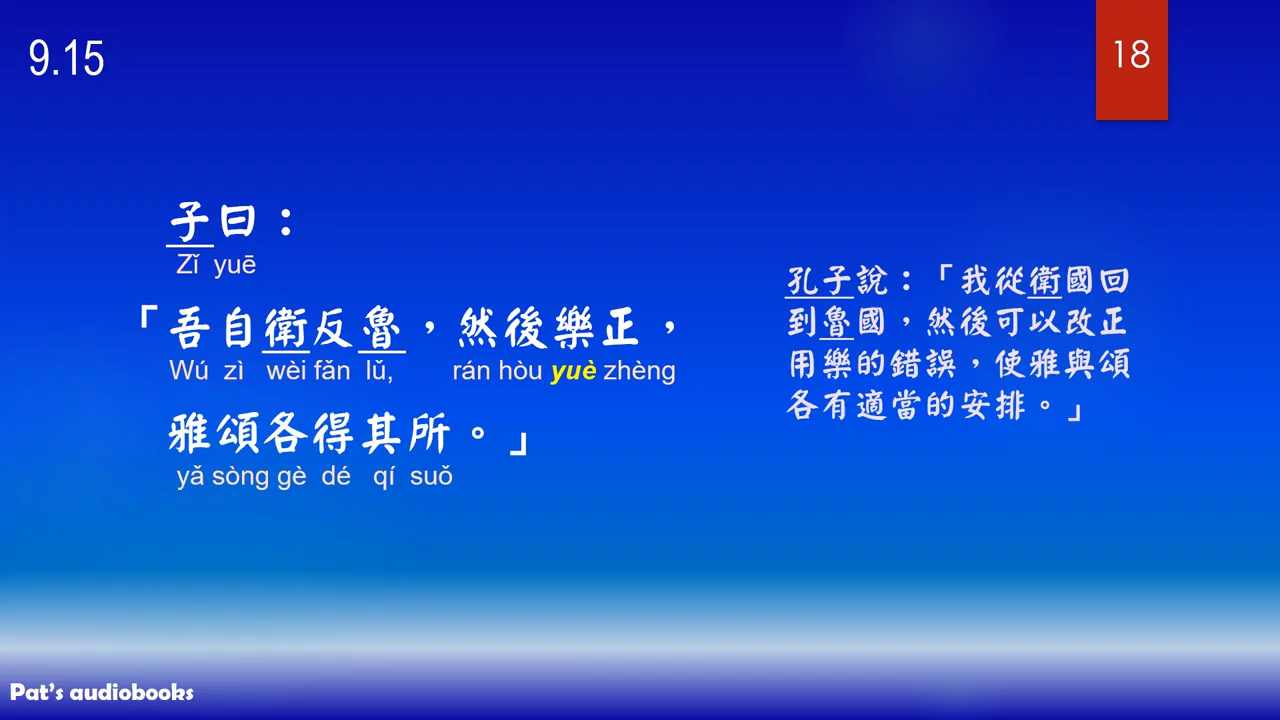 9.15
18
子曰：
Zǐ yuē
「吾自衛反魯，然後樂正，
Wú zì wèi fǎn lǔ, rán hòu yuè zhèng
雅頌各得其所。」
yǎ sòng gè dé qí suǒ
孔子說：「我從衛國回
到魯國，然後可以改正
用樂的錯誤，使雅與頌
各有適當的安排。」
Pat's audiobooks